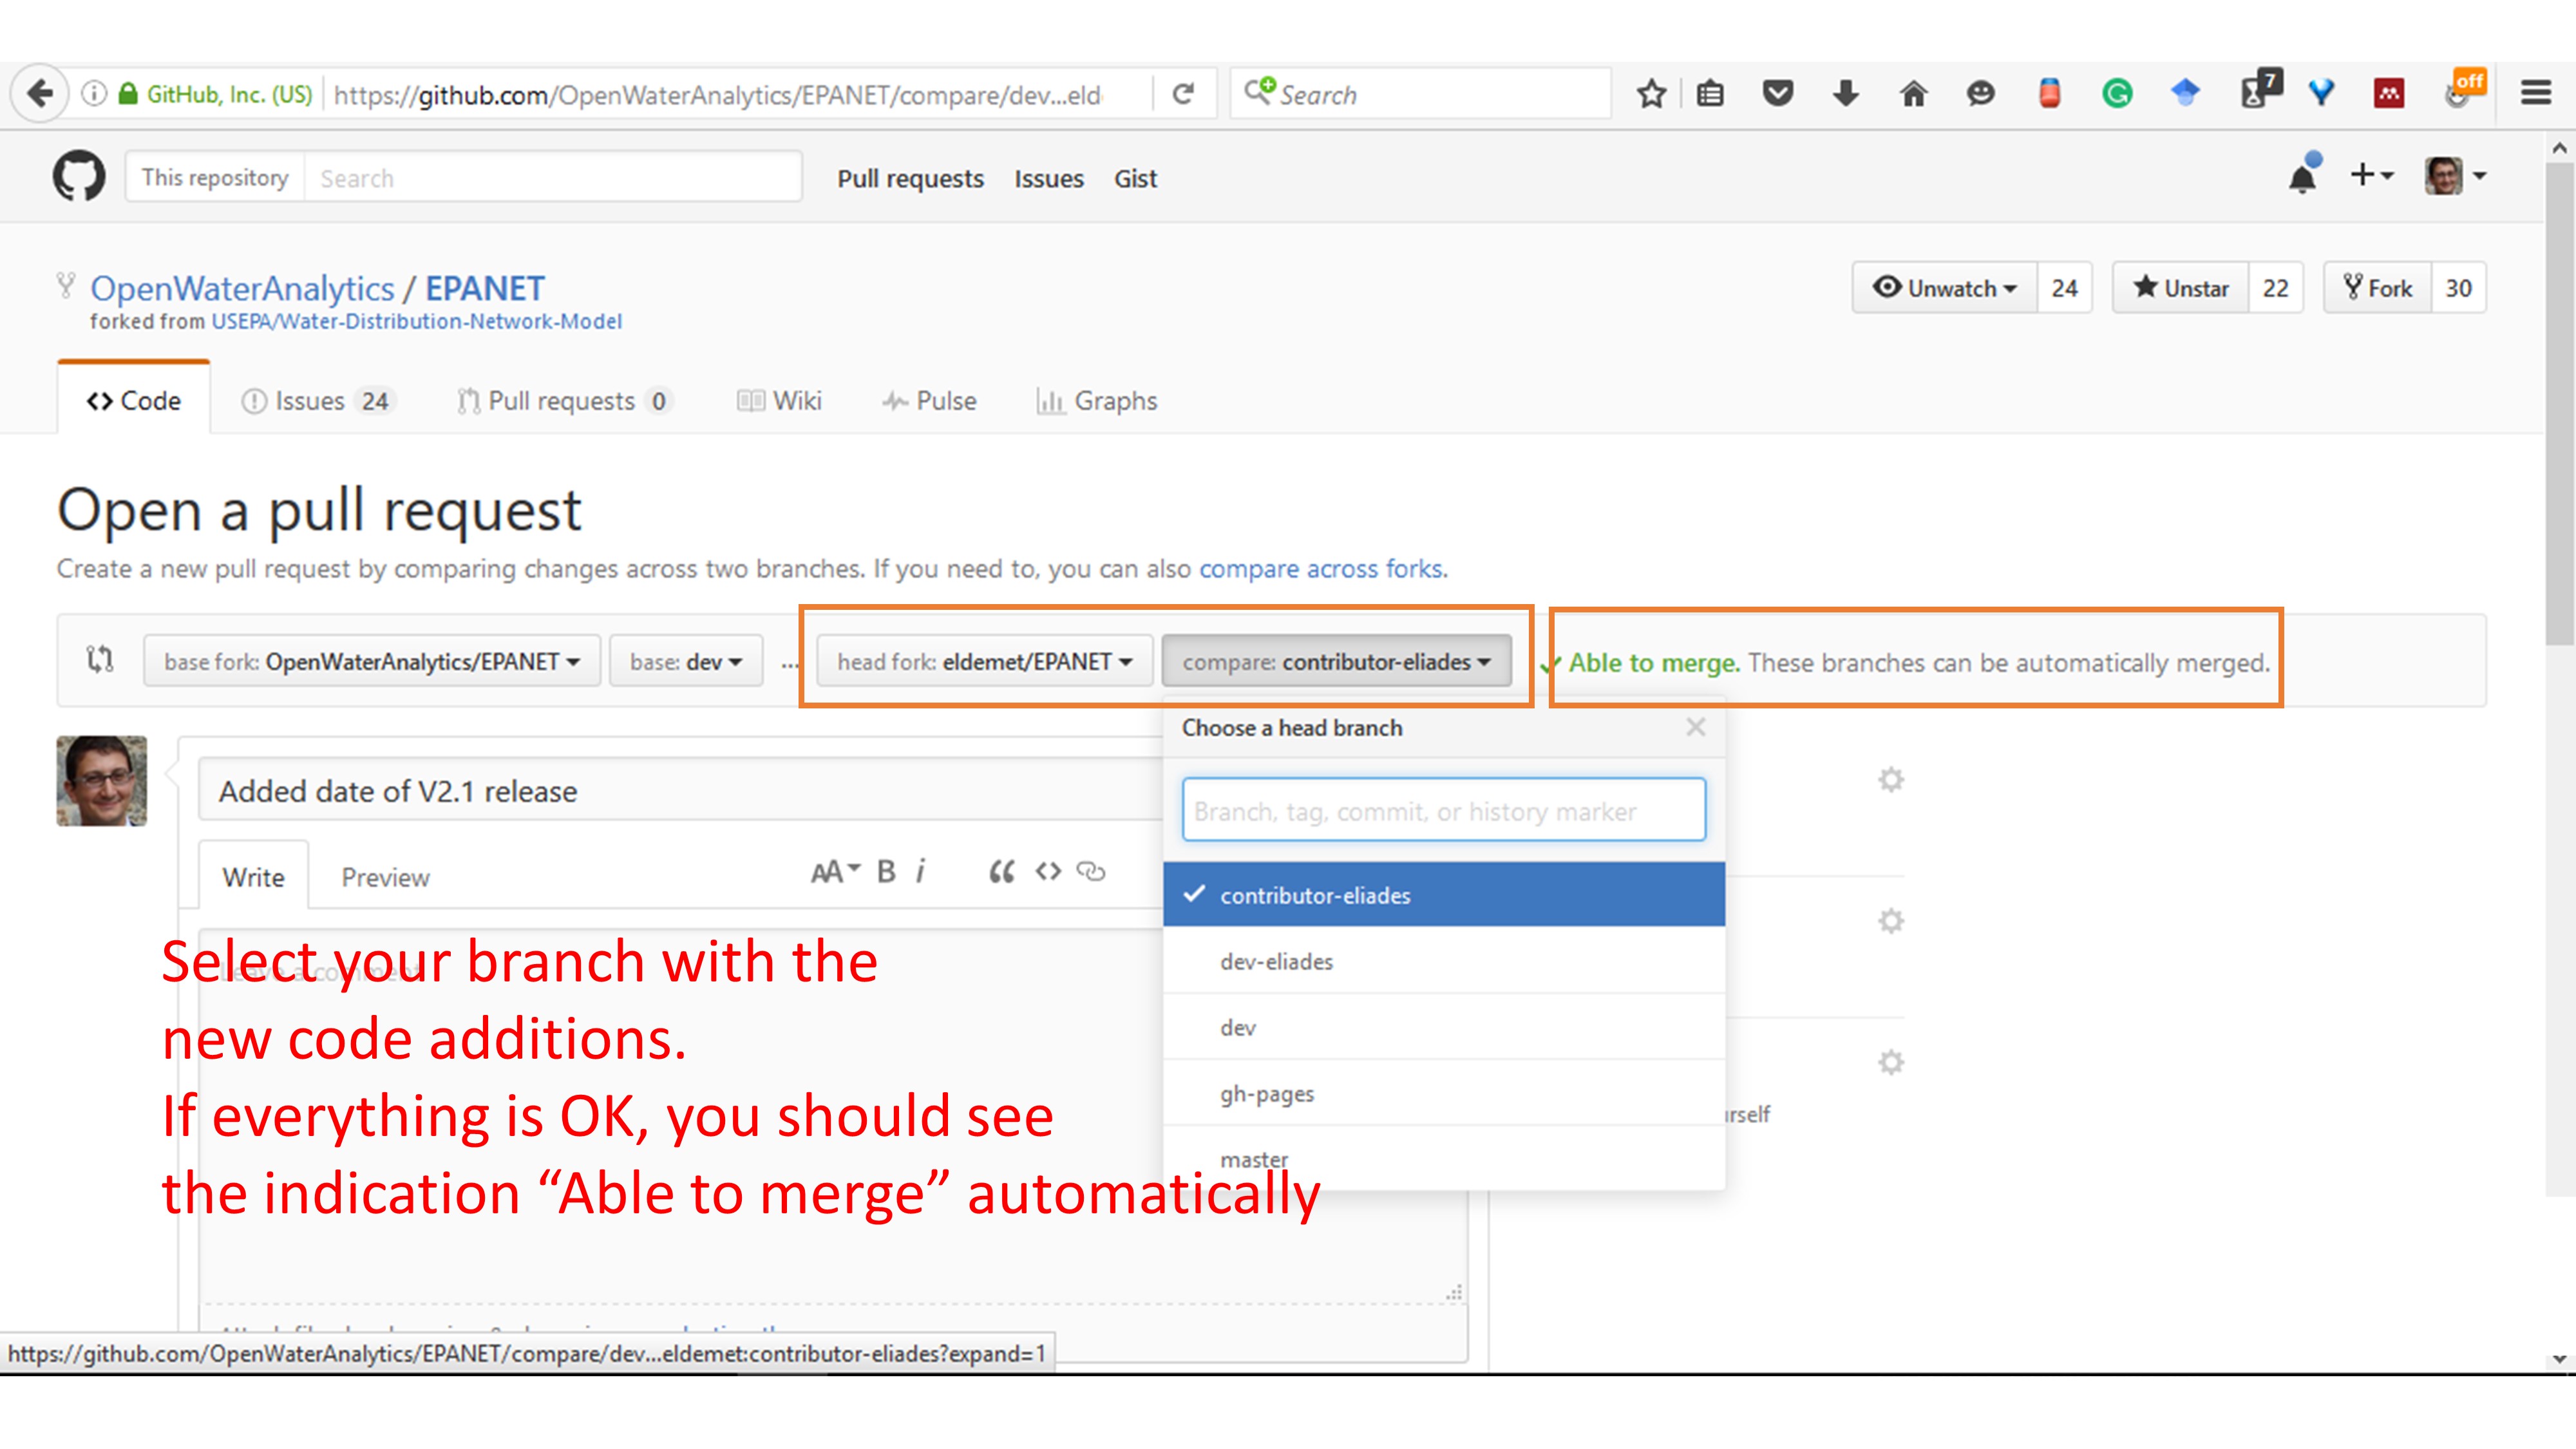 GitHub, Inc. (US) https://github.com/OpenWaterAnalytics/EPANET/compare/dev...eld Search 7 off
This repository Search Pull requests Issues Gist
OpenWaterAnalytics / EPANET Unwatch 24 Unstar 22 Fork 30
forked from USEPA/Water-Distribution-Network-Model
Code Issues 24 Pull requests 0 Wiki Pulse Graphs
Open a pull request
Create a new pull request by comparing changes across two branches. If you need to, you can also compare across forks.
base fork: OpenWaterAnalytics/EPANET base: dev ... head fork: eldemet/EPANET compare: contributor-eliades Able to merge. These branches can be automatically merged.
Choose a head branch
Added date of V2.1 release
Branch, tag, commit, or history marker
Write Preview AA B i
contributor-eliades
dev-eliades
dev
gh-pages
master
rself
Leave a comment
Select your branch with the
new code additions.
If everything is OK, you should see
the indication “Able to merge” automatically
https://github.com/OpenWaterAnalytics/EPANET/compare/dev...eldemet:contributor-eliades?expand=1